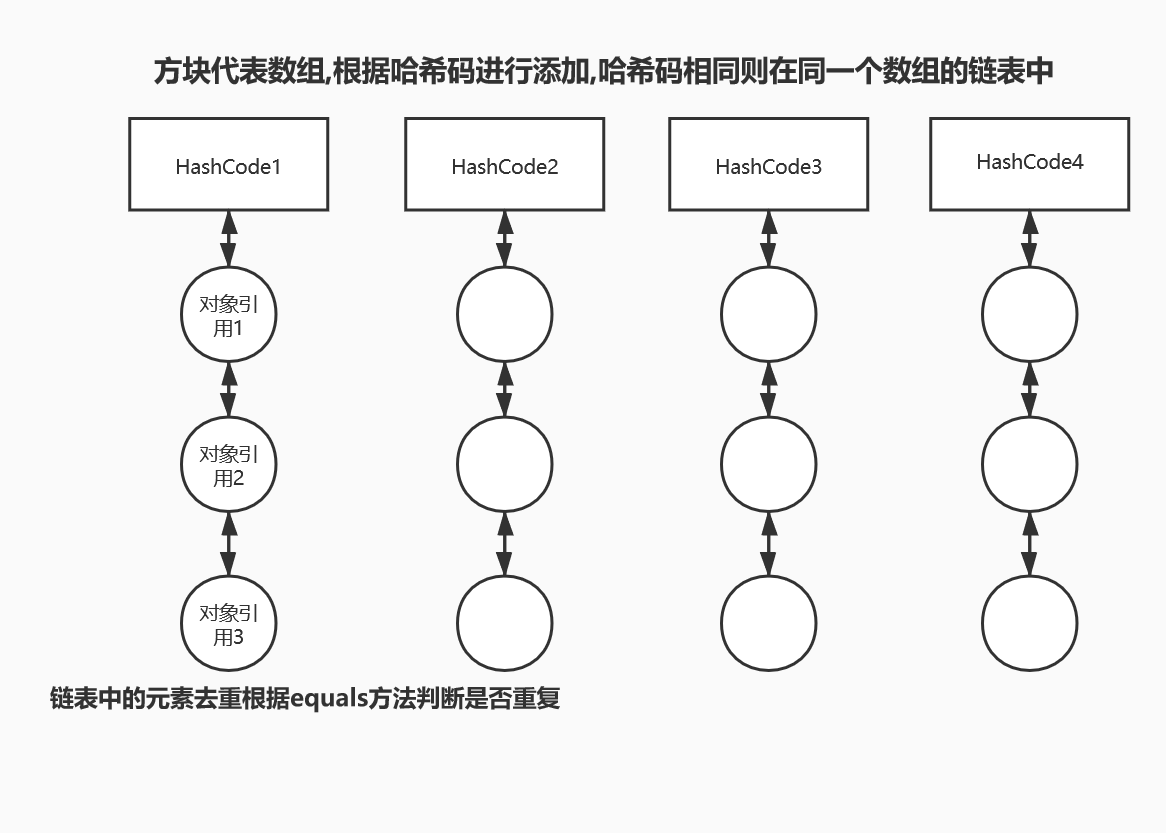 方块代表数组,根据哈希码进行添加,哈希码相同则在同一个数组的链表中
HashCode1
HashCode2
HashCode3
HashCode4
对象引
用1
对象引
用2
对象引
用3
链表中的元素去重根据equals方法判断是否重复